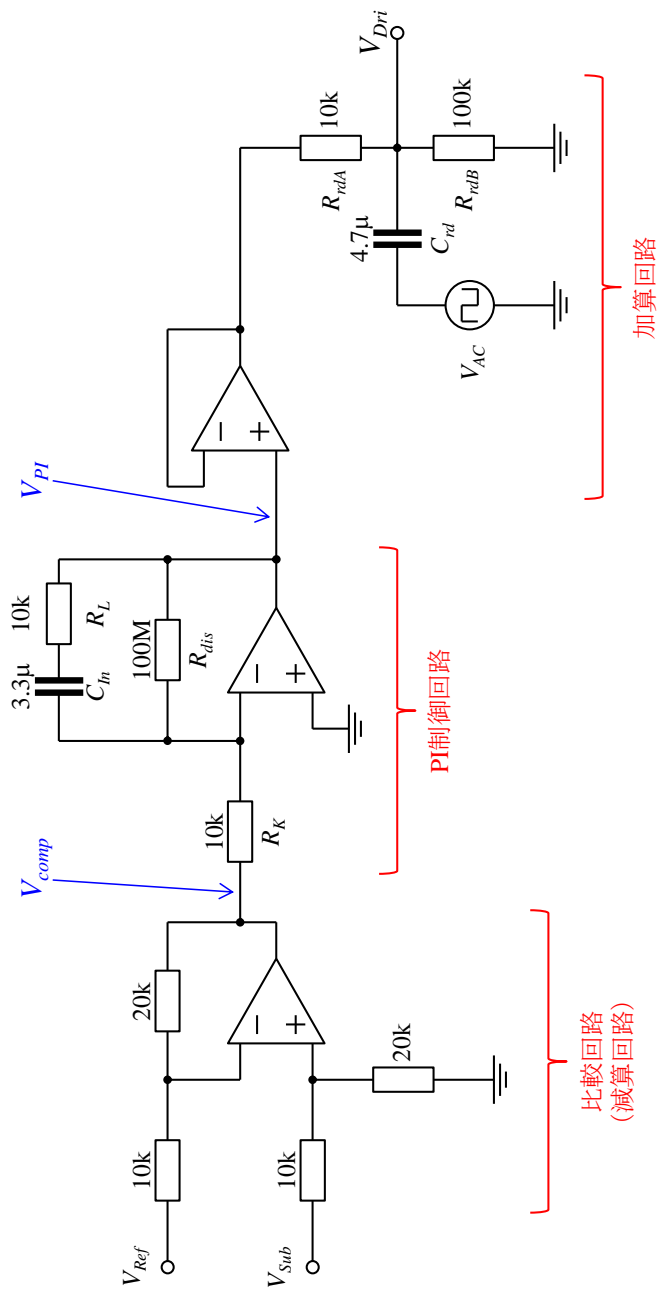 V_Ref
10k
20k
V_Sub
10k
20k
−
+
V_comp
比較回路
(減算回路)
10k
R_K
3.3μ
C_In
10k
R_L
100M
R_dis
−
+
PI制御回路
V_PI
−
+
10k
R_rdA
V_Dri
4.7μ
C_rd
100k
R_rdB
V_AC
加算回路